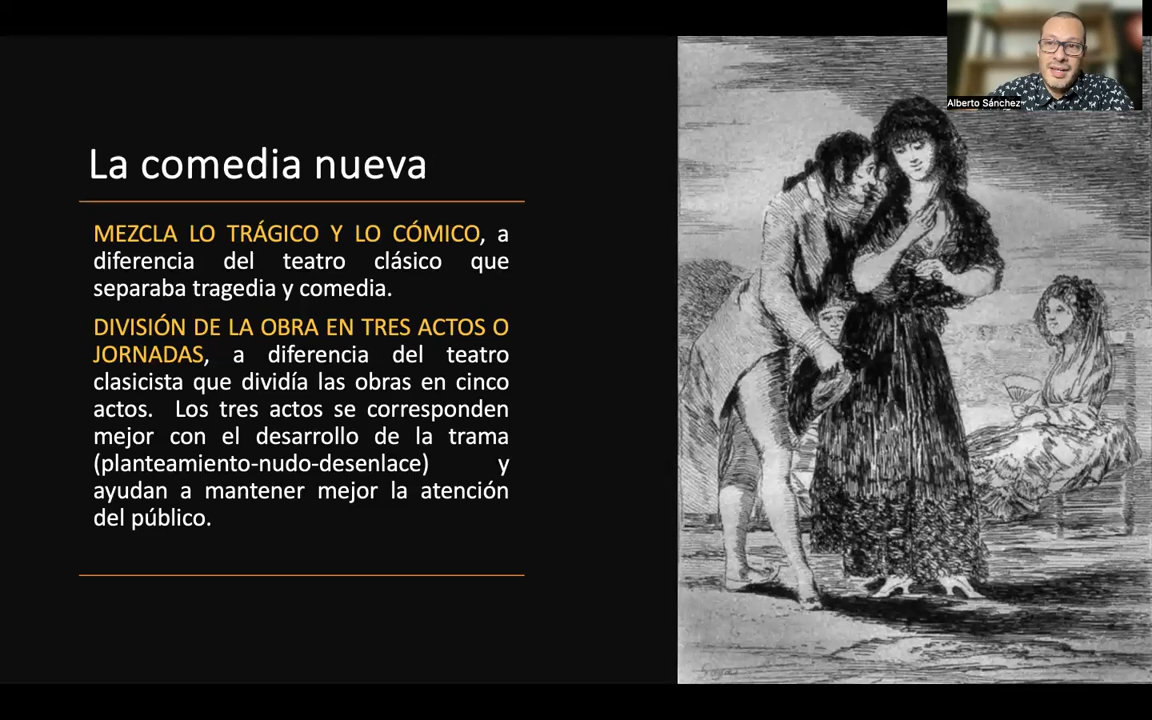 Alberto Sánchez
La comedia nueva
MEZCLA LO TRÁGICO Y LO CÓMICO, a
diferencia del teatro clásico que
separaba tragedia y comedia.
DIVISIÓN DE LA OBRA EN TRES ACTOS O
JORNADAS, a diferencia del teatro
clasicista que dividía las obras en cinco
actos. Los tres actos se corresponden
mejor con el desarrollo de la trama
(planteamiento-nudo-desenlace) y
ayudan a mantener mejor la atención
del público.